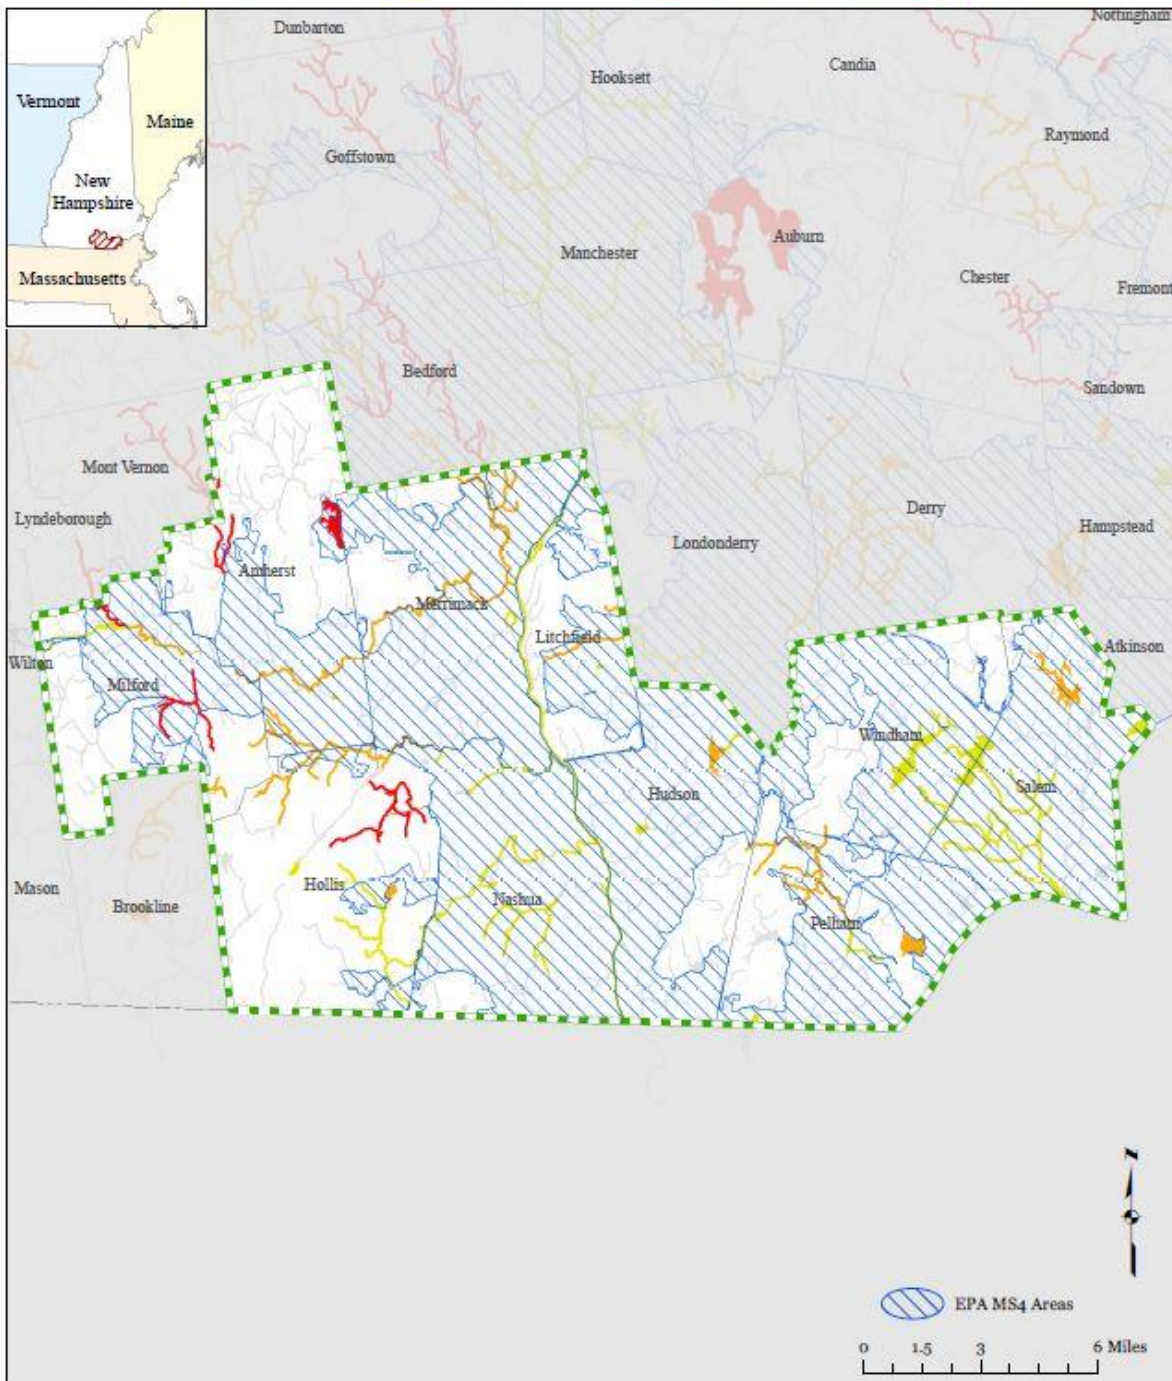 Nottingham
Dunbarton
Candia
Hooksett
Vermont
Maine
Raymond
Goffstown
New
Hampshire
Auburn
Manchester
Massachusetts
Chester
Fremont
Bedford
Sandown
Mont Vernon
Lyndeborough
Derry
Hampstead
Londonderry
Amherst
Merrimack
Litchfield
Atkinson
Wilton
Milford
Windham
Salem
Hudson
Hollis
Mason
Nashua
Brookline
Pelham
N
EPA MS4 Areas
0 1.5 3 6 Miles